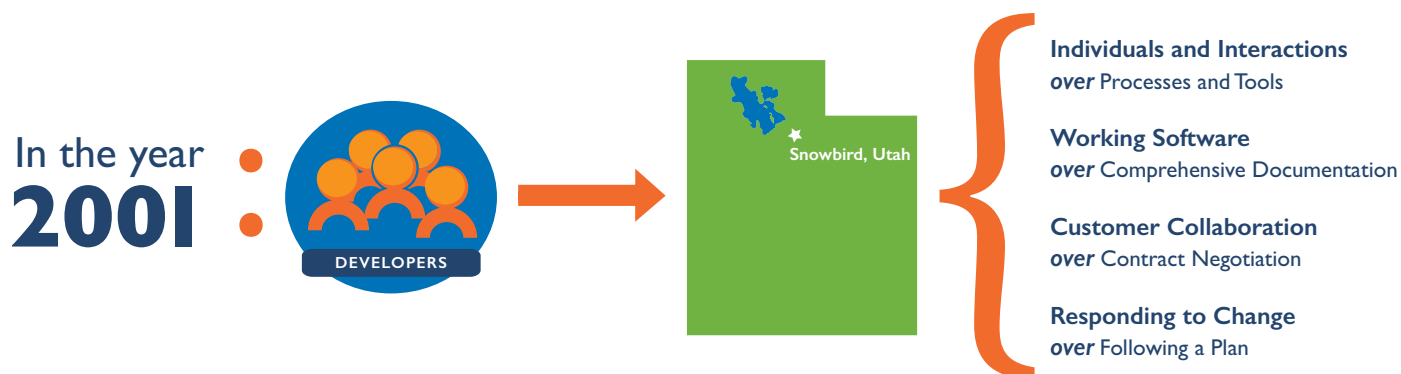 In the year
2001
:
DEVELOPERS
Snowbird, Utah
Individuals and Interactions
over Processes and Tools
Working Software
over Comprehensive Documentation
Customer Collaboration
over Contract Negotiation
Responding to Change
over Following a Plan